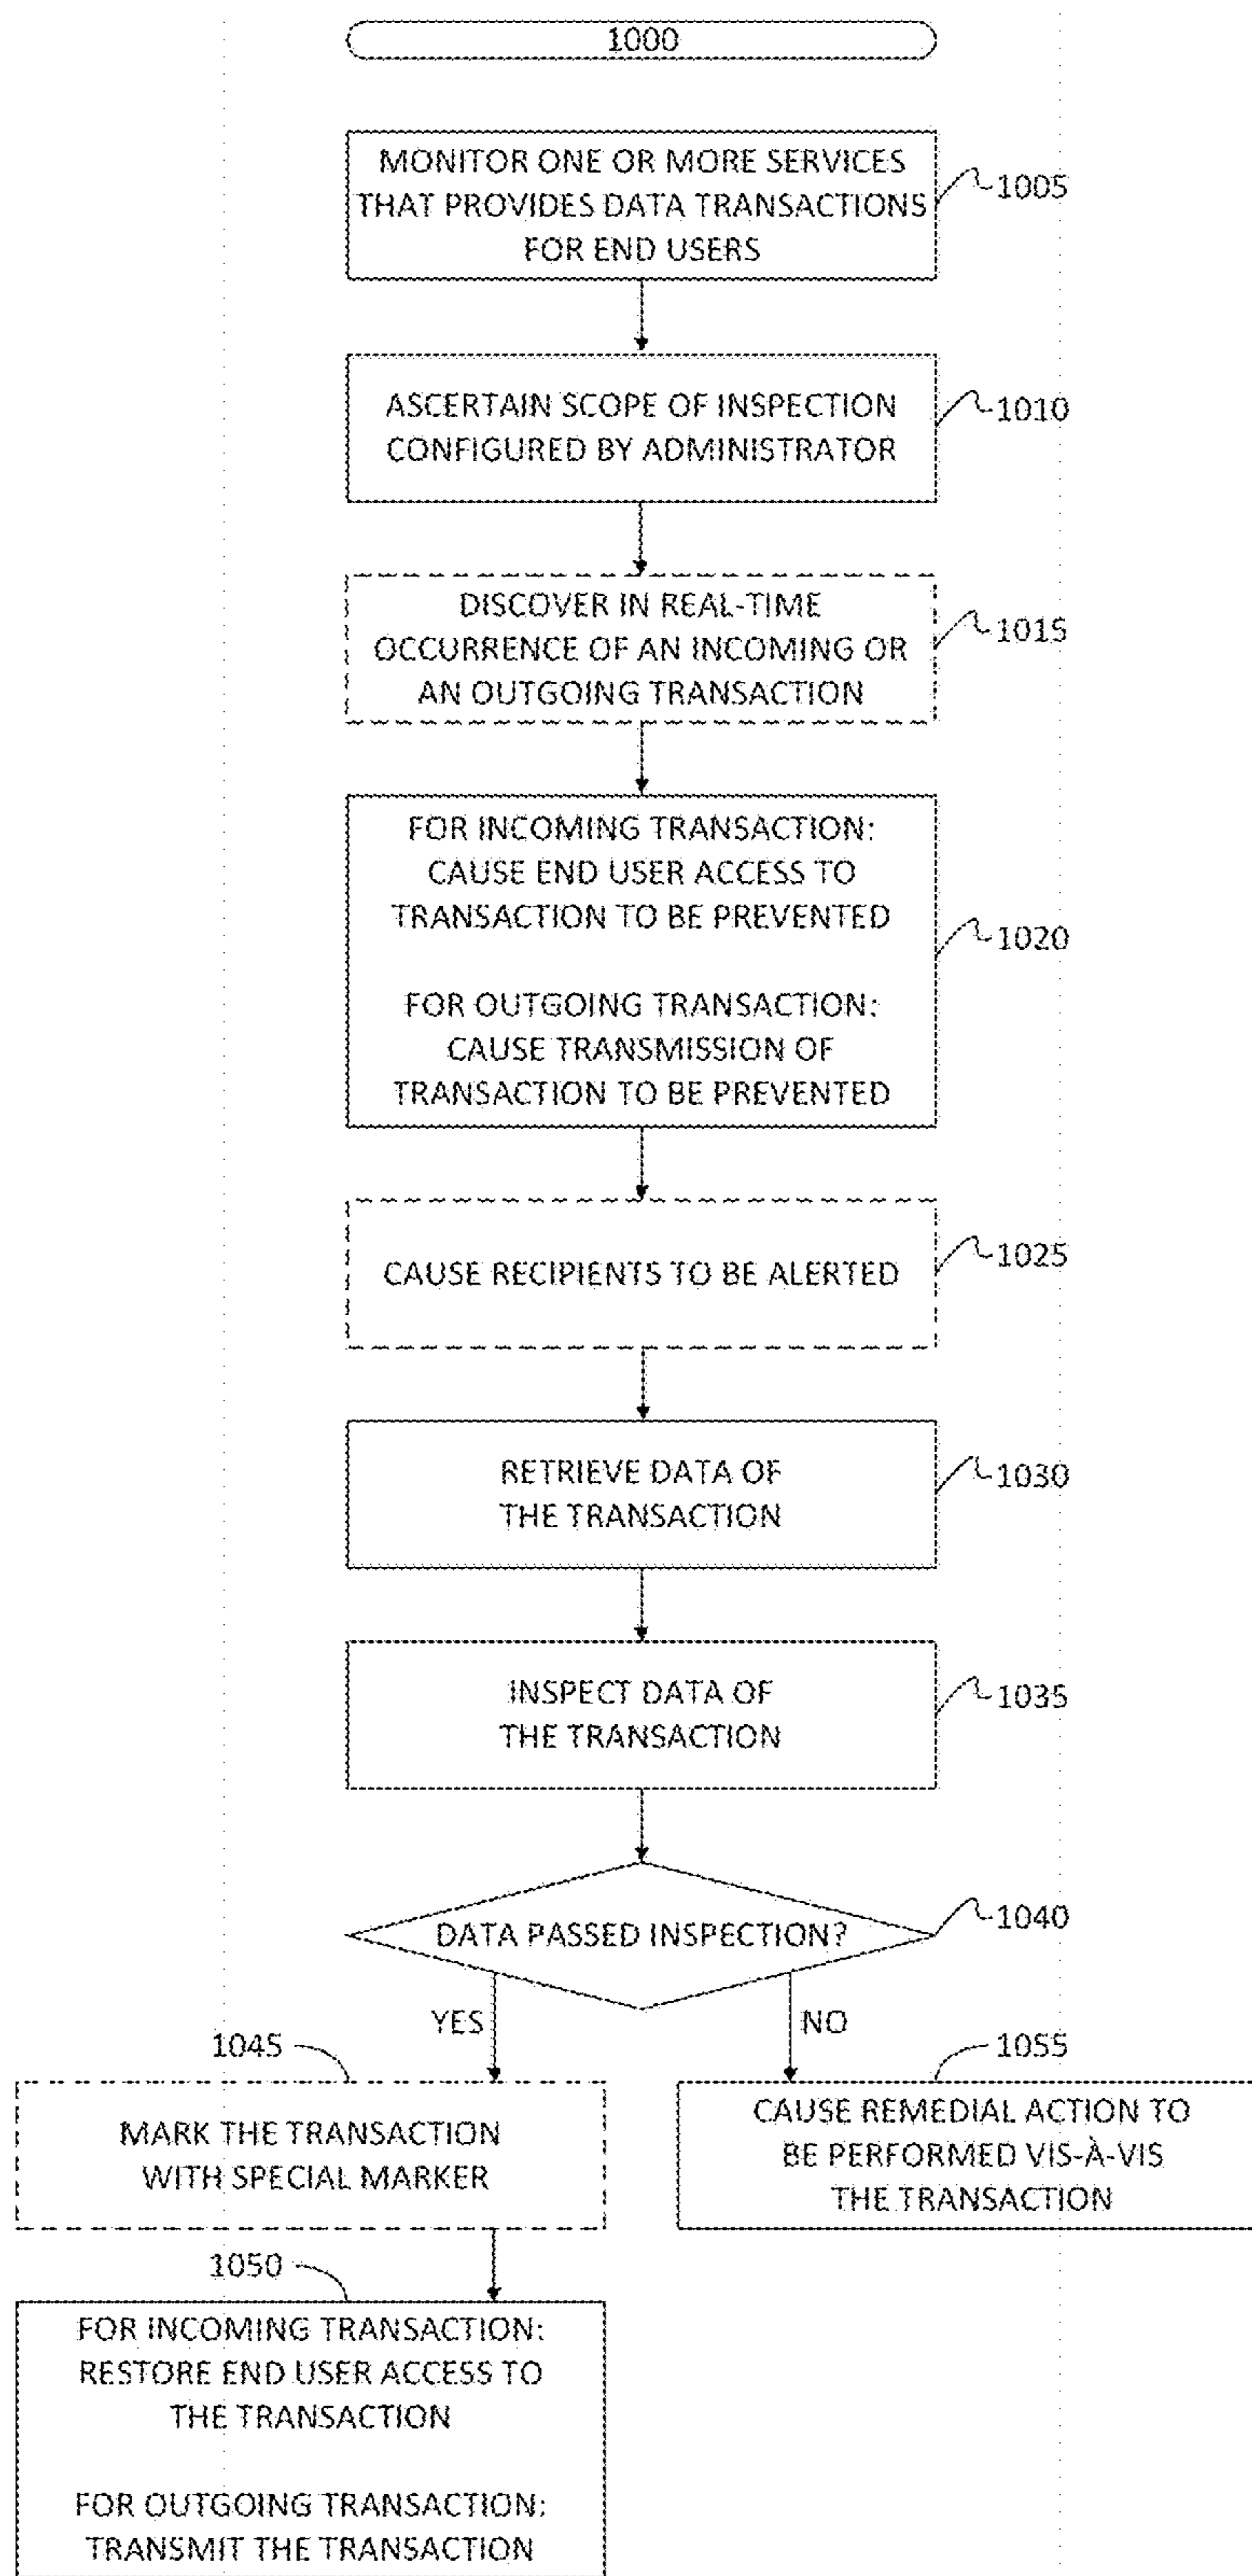 1000
MONITOR ONE OR MORE SERVICES
THAT PROVIDES DATA TRANSACTIONS
FOR END USERS
1005
ASCERTAIN SCOPE OF INSPECTION
CONFIGURED BY ADMINISTRATOR
1010
DISCOVER IN REAL-TIME
OCCURRENCE OF AN INCOMING OR
AN OUTGOING TRANSACTION
1015
FOR INCOMING TRANSACTION:
CAUSE END USER ACCESS TO
TRANSACTION TO BE PREVENTED
FOR OUTGOING TRANSACTION:
CAUSE TRANSMISSION OF
TRANSACTION TO BE PREVENTED
1020
CAUSE RECIPIENTS TO BE ALERTED
1025
RETRIEVE DATA OF
THE TRANSACTION
1030
INSPECT DATA OF
THE TRANSACTION
1035
DATA PASSED INSPECTION?
1040
YES
NO
1045
MARK THE TRANSACTION
WITH SPECIAL MARKER
1055
CAUSE REMEDIAL ACTION TO
BE PERFORMED VIS-À-VIS
THE TRANSACTION
1050
FOR INCOMING TRANSACTION:
RESTORE END USER ACCESS TO
THE TRANSACTION
FOR OUTGOING TRANSACTION:
TRANSMIT THE TRANSACTION